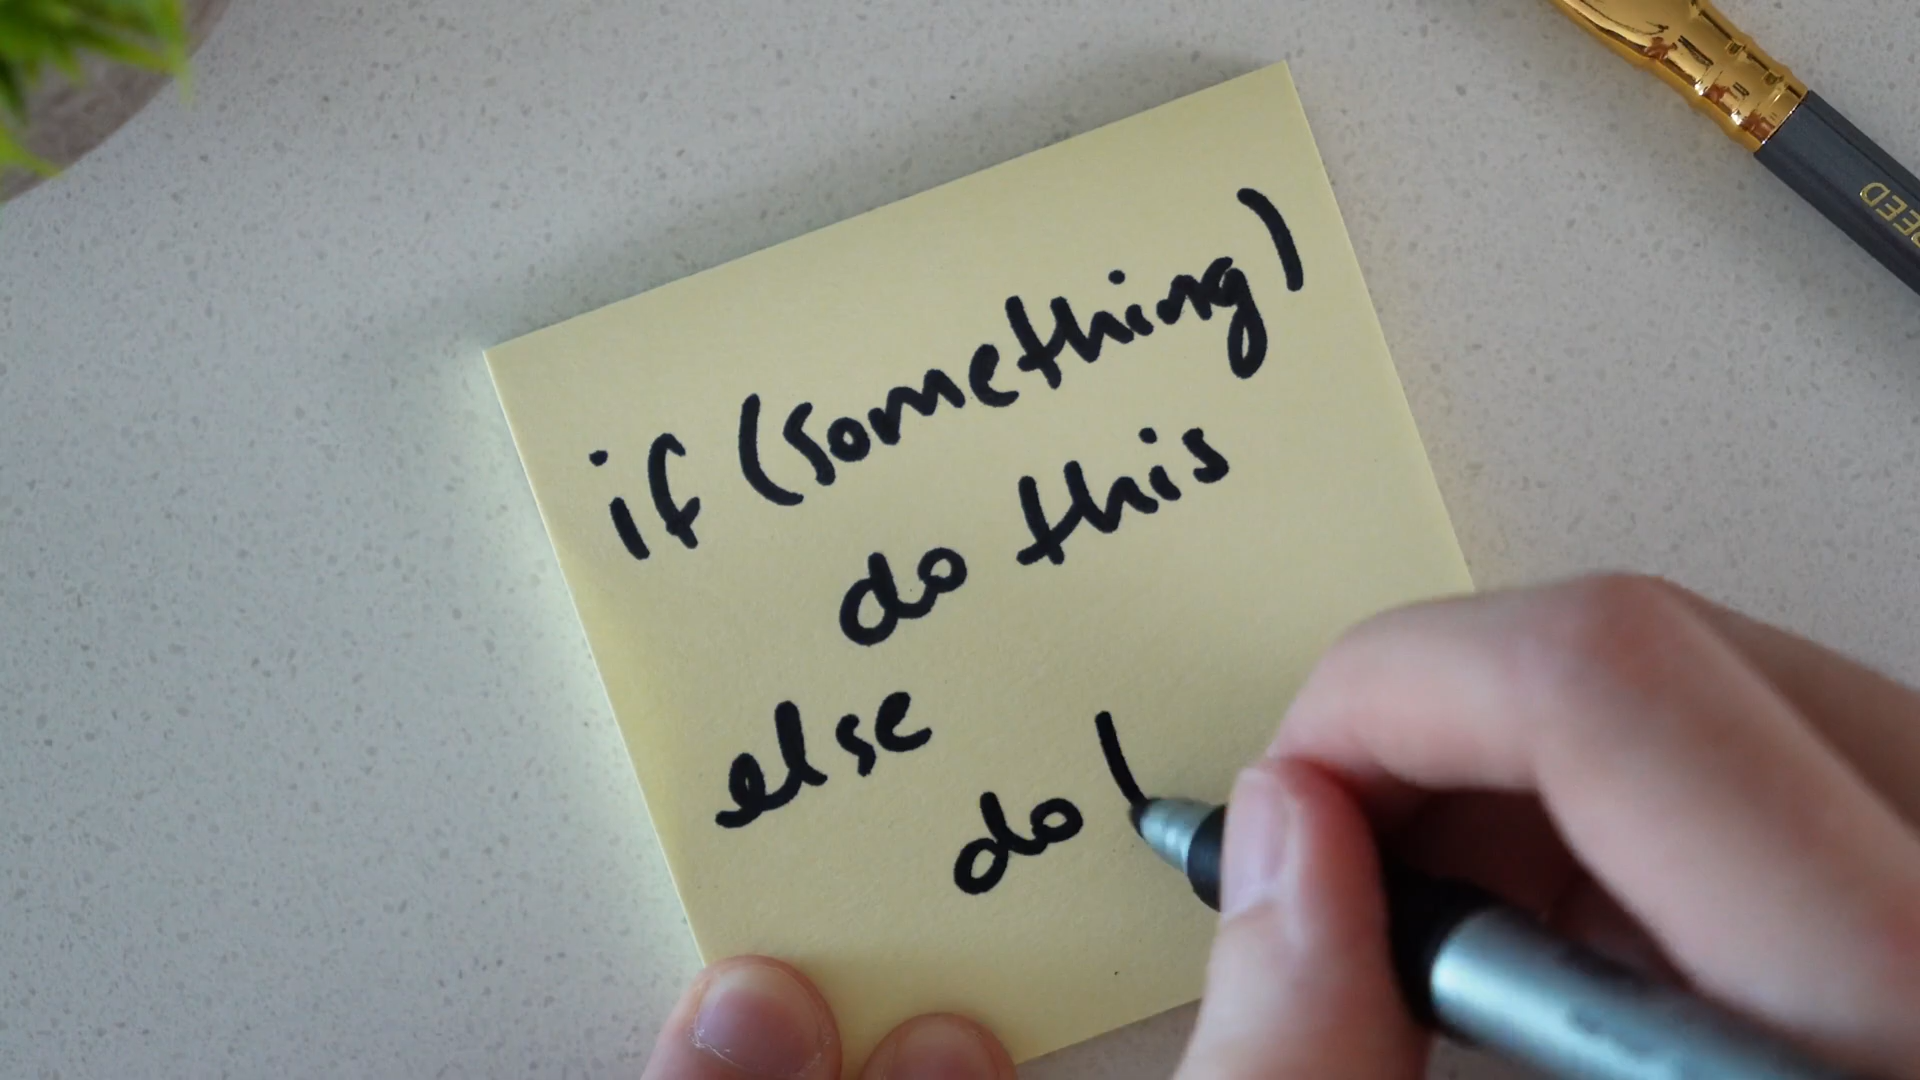 if (something)
do this
else
do